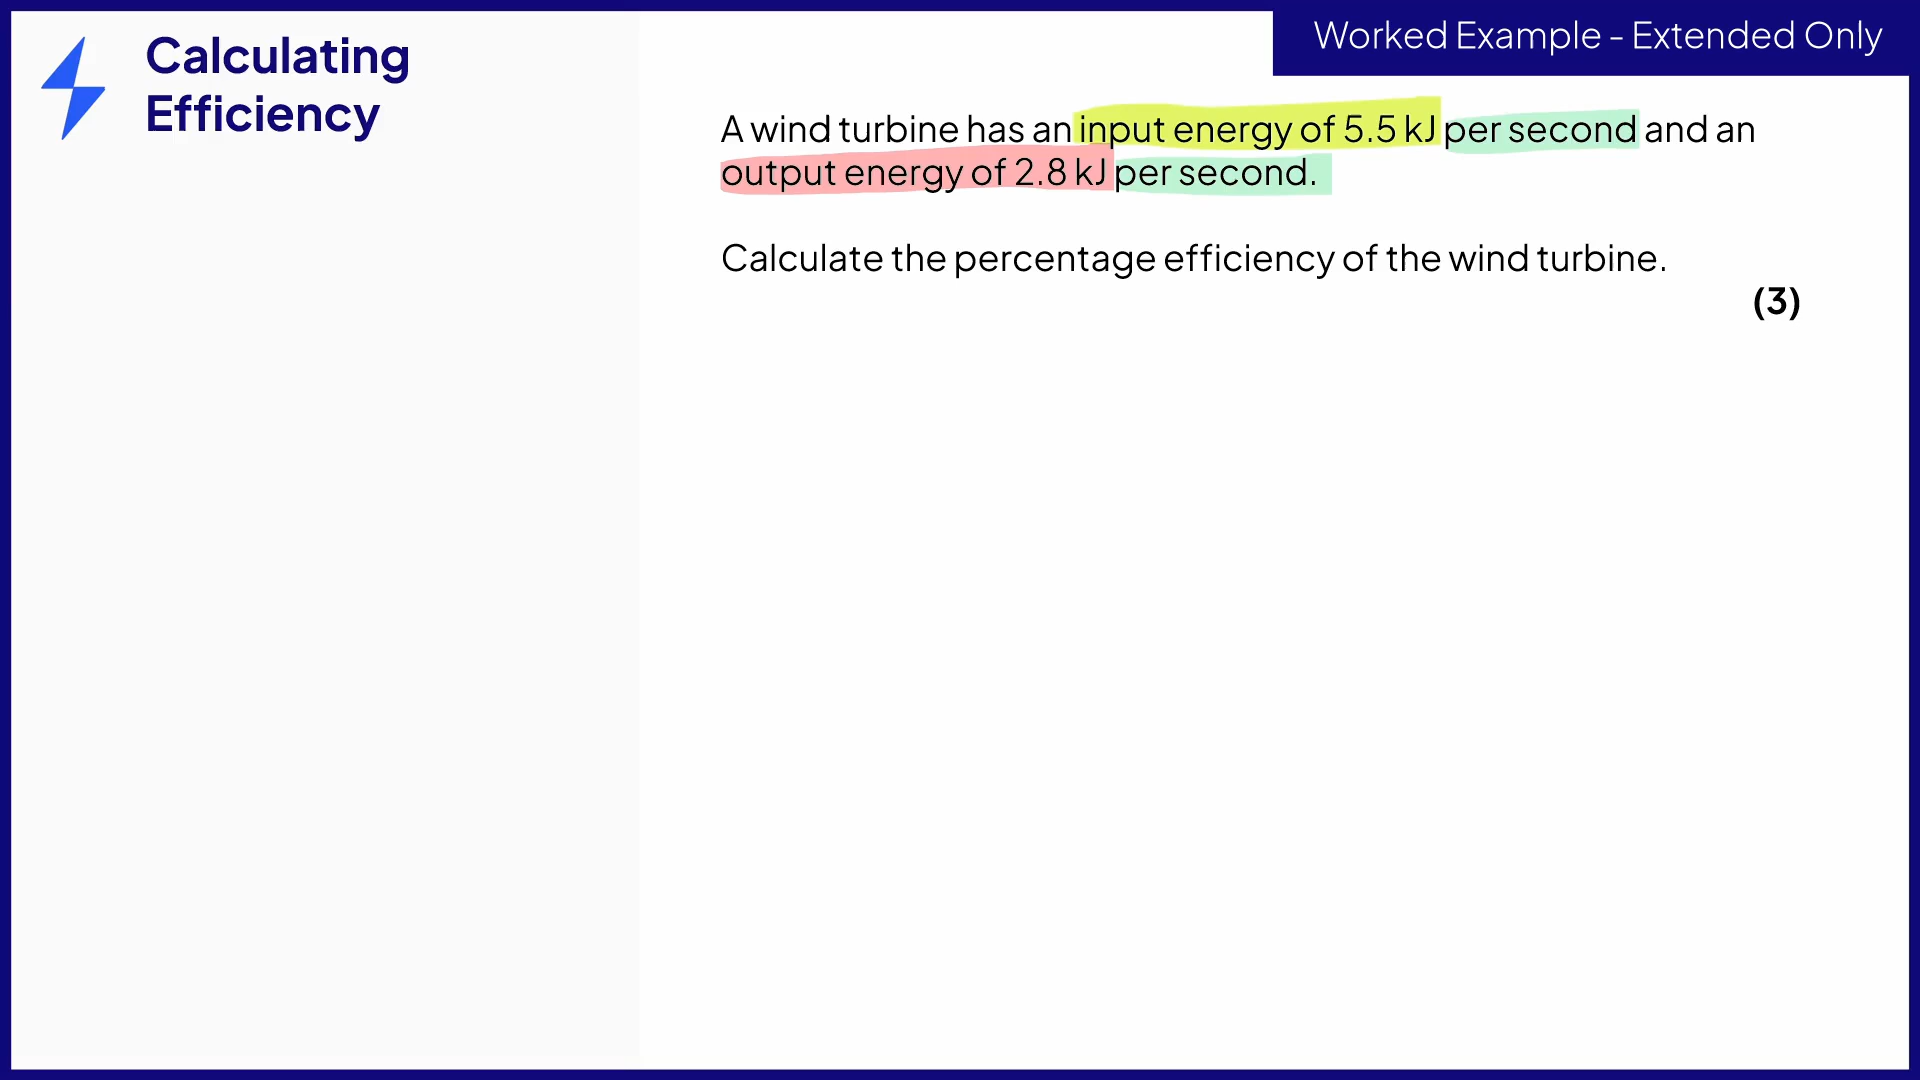 Calculating
Efficiency
Worked Example - Extended Only
A wind turbine has an input energy of 5.5 kJ per second and an
output energy of 2.8 kJ per second.
Calculate the percentage efficiency of the wind turbine.
(3)